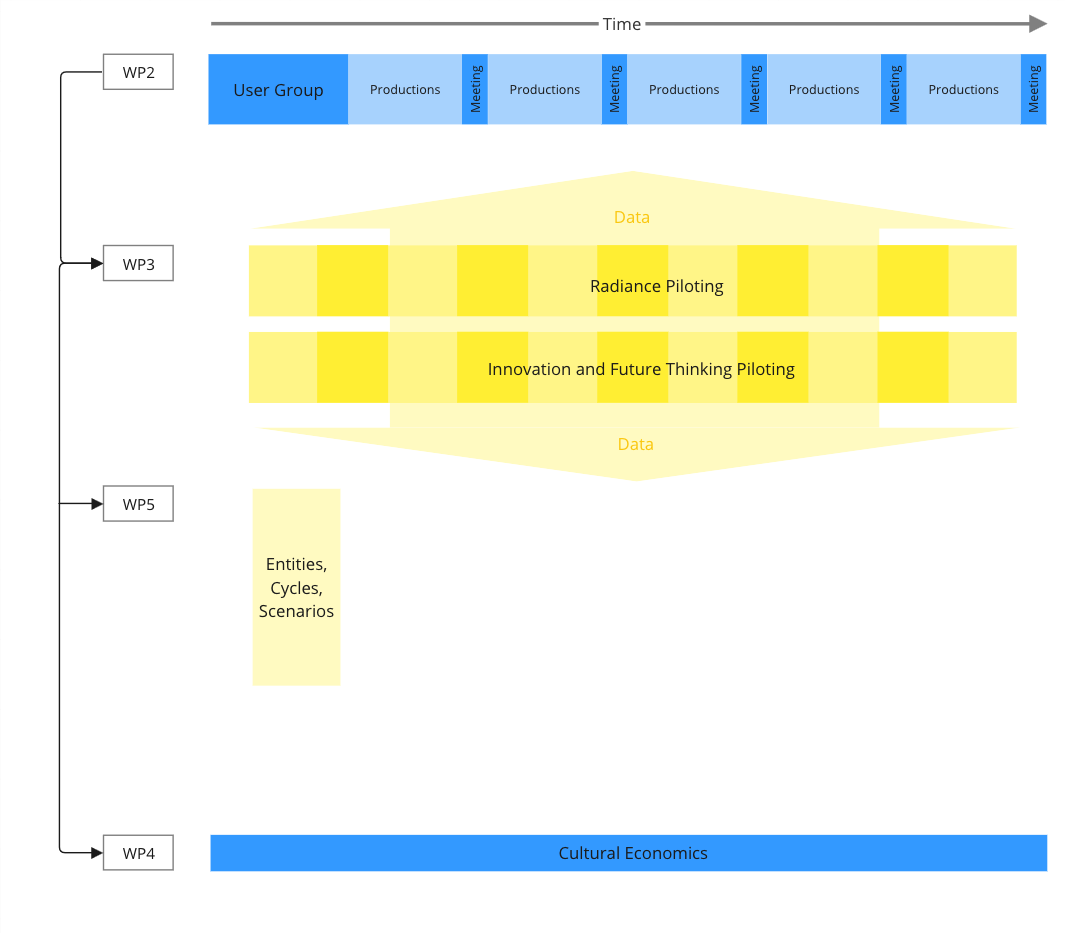 Time
WP2
User Group
Productions
Meeting
Productions
Meeting
Productions
Meeting
Productions
Meeting
Productions
Meeting
Data
WP3
Radiance Piloting
Innovation and Future Thinking Piloting
Data
WP5
Entities,
Cycles,
Scenarios
WP4
Cultural Economics